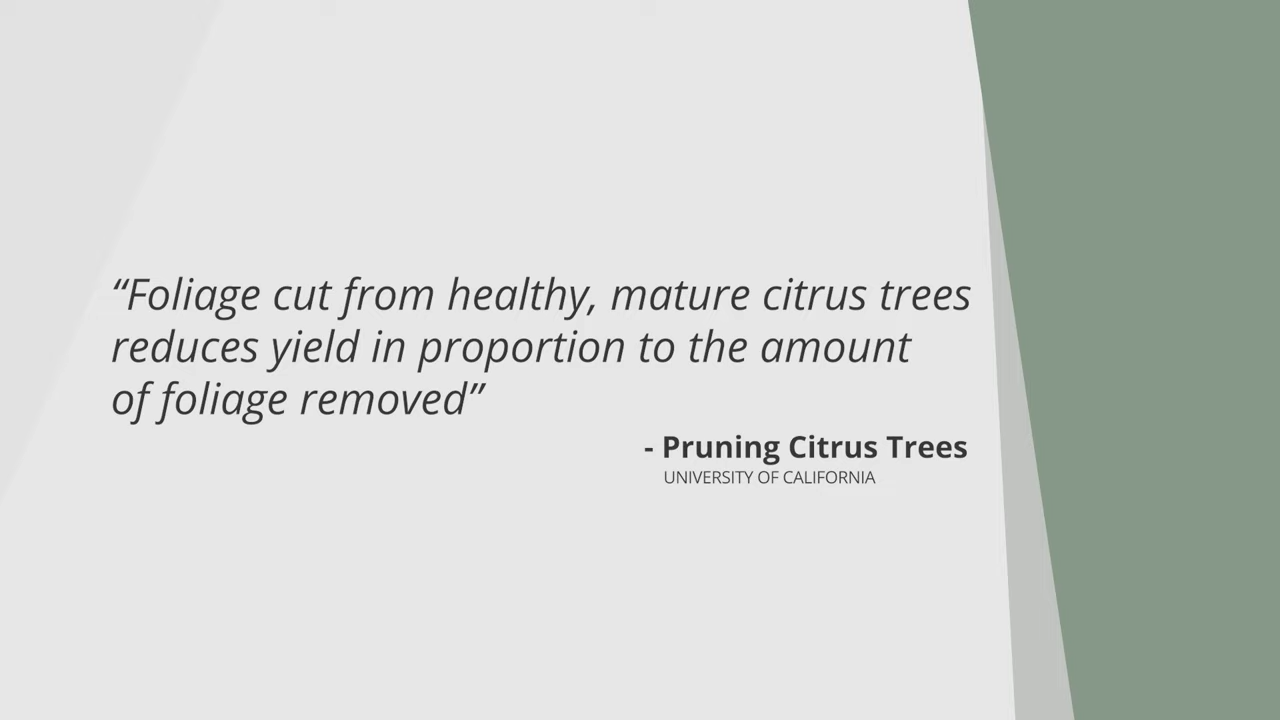 “Foliage cut from healthy, mature citrus trees
reduces yield in proportion to the amount
of foliage removed”
- Pruning Citrus Trees
UNIVERSITY OF CALIFORNIA